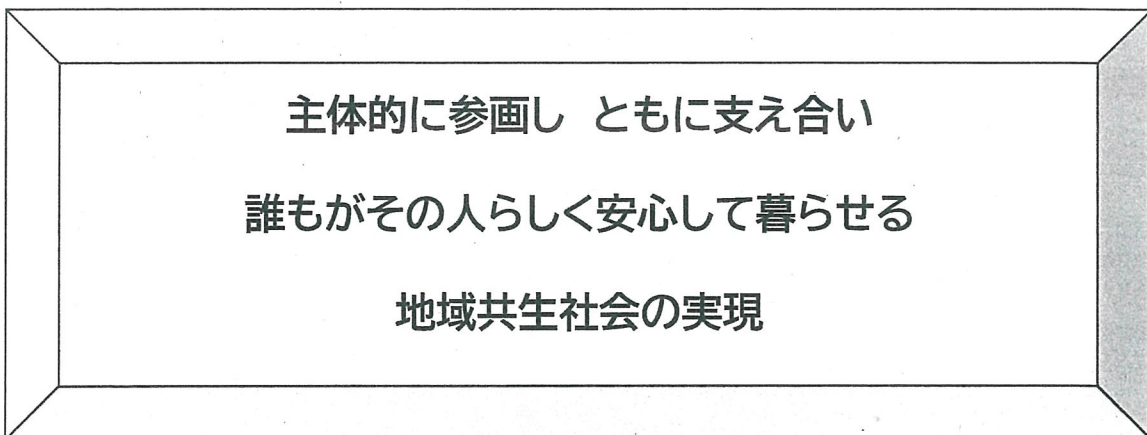 主体的に参画し ともに支え合い
誰もがその人らしく安心して暮らせる
地域共生社会の実現